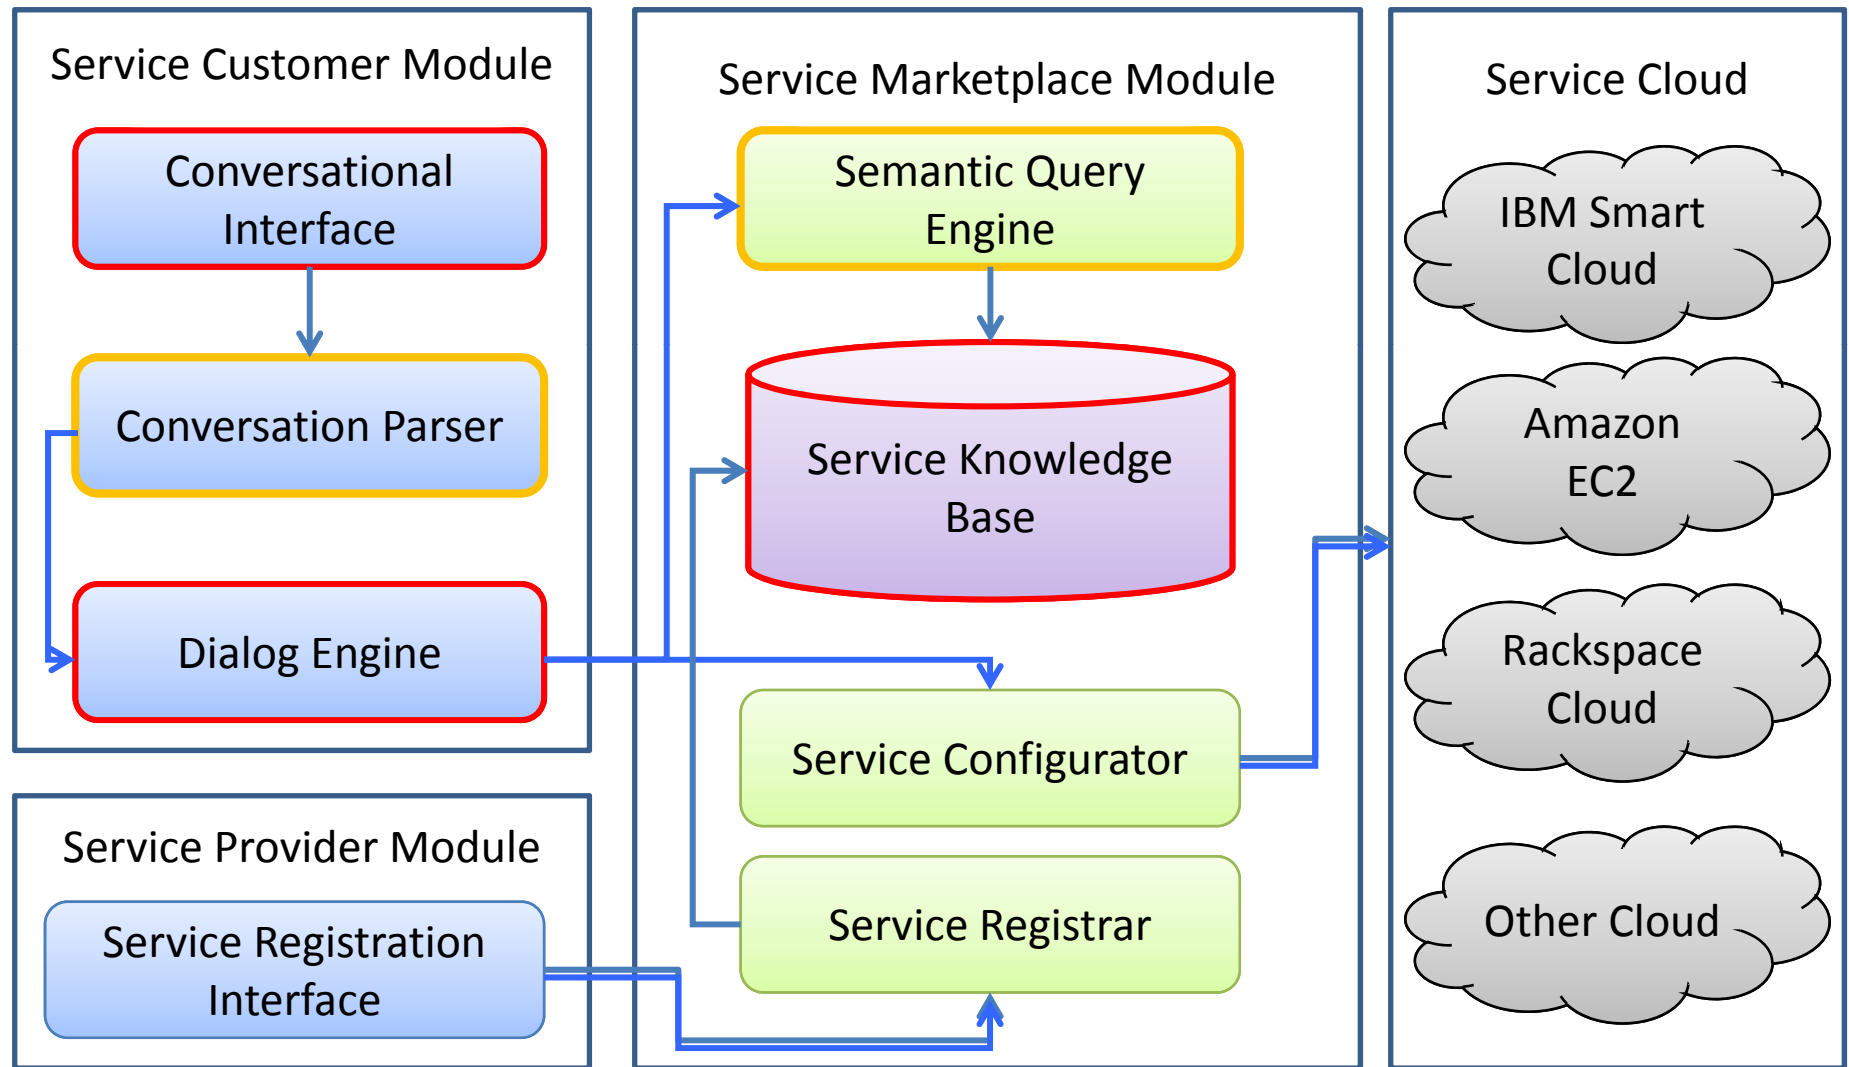 Service Customer Module
Conversational
Interface
Conversation Parser
Dialog Engine
Service Provider Module
Service Registration
Interface
Service Marketplace Module
Semantic Query
Engine
Service Knowledge
Base
Service Configurator
Service Registrar
Service Cloud
IBM Smart
Cloud
Amazon
EC2
Rackspace
Cloud
Other Cloud